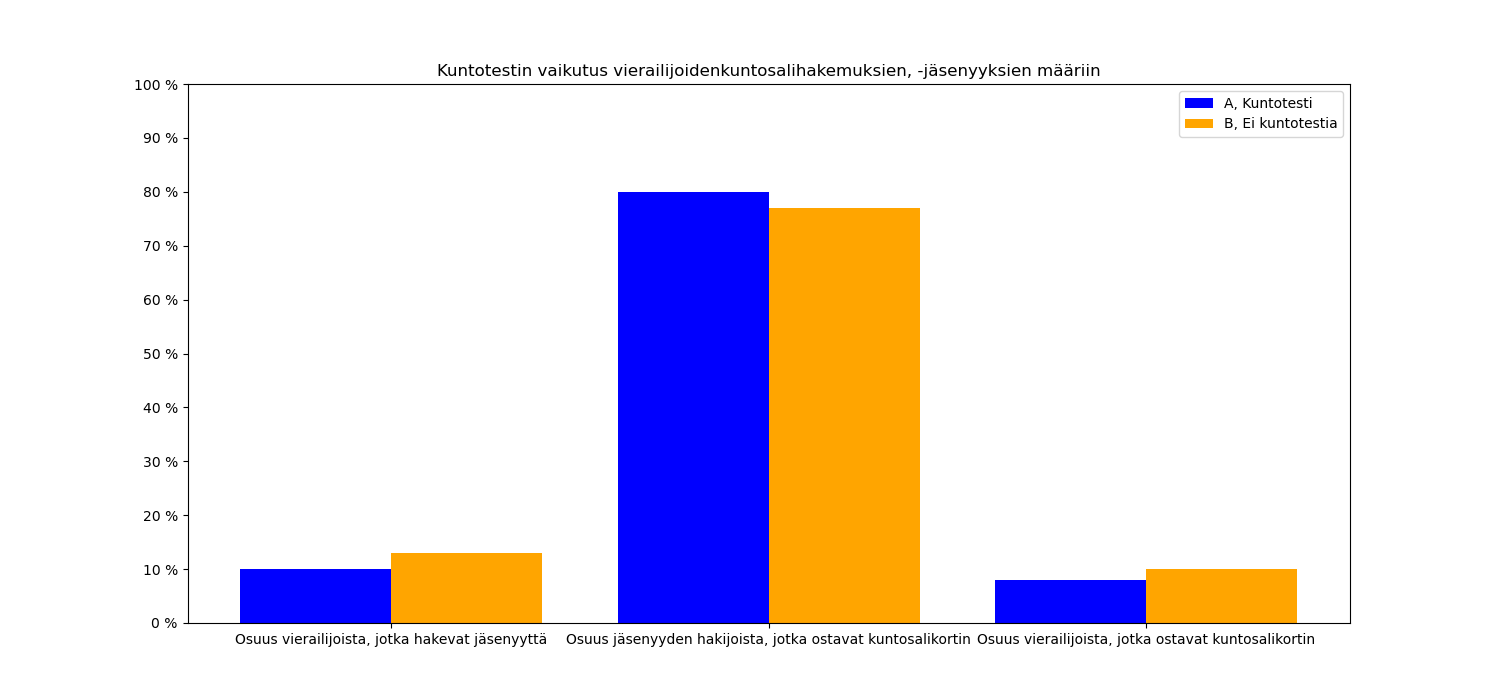 Kuntotestin vaikutus vierailijoidenkuntosalihakemuksien, -jäsenyyksien määriin
A, Kuntotesti
B, Ei kuntotestia
100 %
90 %
80 %
70 %
60 %
50 %
40 %
30 %
20 %
10 %
0 %
Osuus vierailijoista, jotka hakevat jäsenyyttä
Osuus jäsenyyden hakijoista, jotka ostavat kuntosalikortin
Osuus vierailijoista, jotka ostavat kuntosalikortin